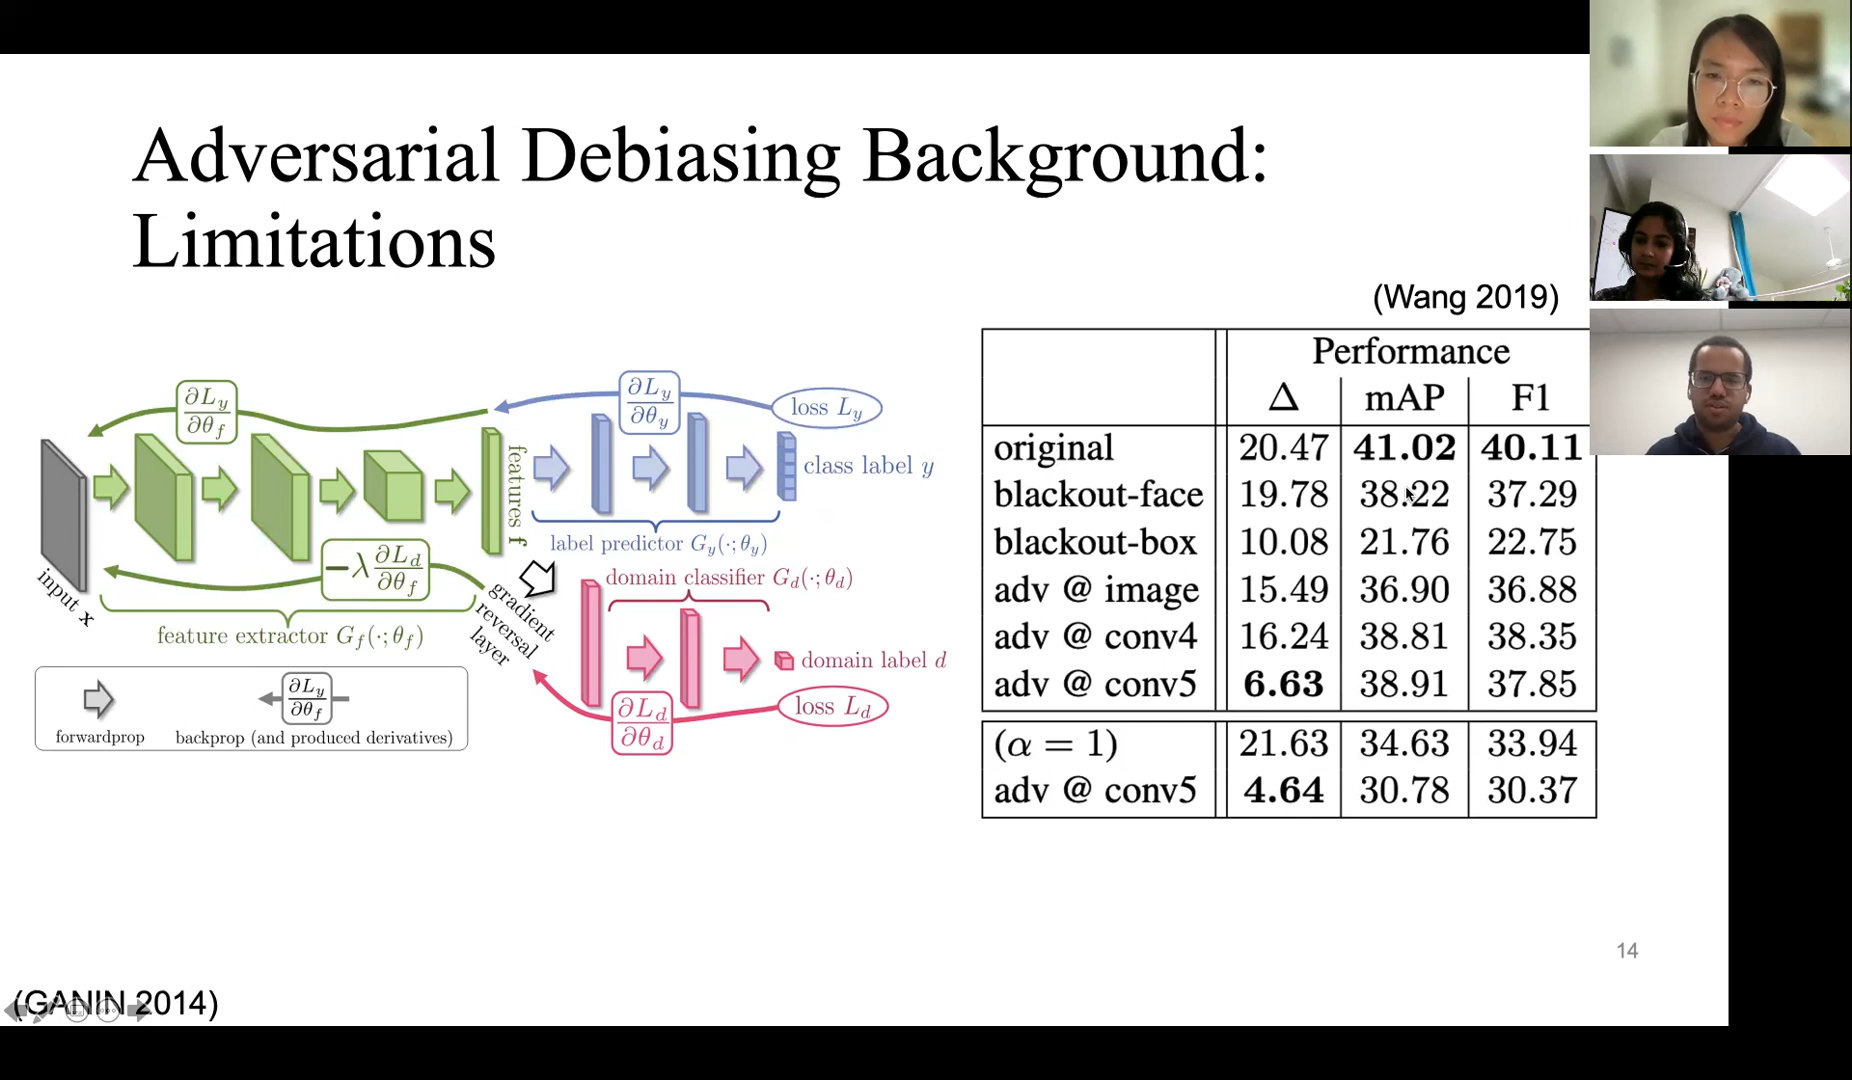 Adversarial Debiasing Background:
Limitations
(Wang 2019)
∂L_y
∂θ_f
∂L_y
∂θ_y
loss L_y
features f
class label y
label predictor G_y(·;θ_y)
input x
−λ ∂L_d
∂θ_f
gradient
reversal
layer
domain classifier G_d(·;θ_d)
feature extractor G_f(·;θ_f)
domain label d
loss L_d
∂L_d
∂θ_d
∂L_y
∂θ_f
forwardprop
backprop (and produced derivatives)
Performance
Δ mAP F1
original 20.47 41.02 40.11
blackout-face 19.78 38.22 37.29
blackout-box 10.08 21.76 22.75
adv @ image 15.49 36.90 36.88
adv @ conv4 16.24 38.81 38.35
adv @ conv5 6.63 38.91 37.85
(α = 1) 21.63 34.63 33.94
adv @ conv5 4.64 30.78 30.37
14
(GANIN 2014)